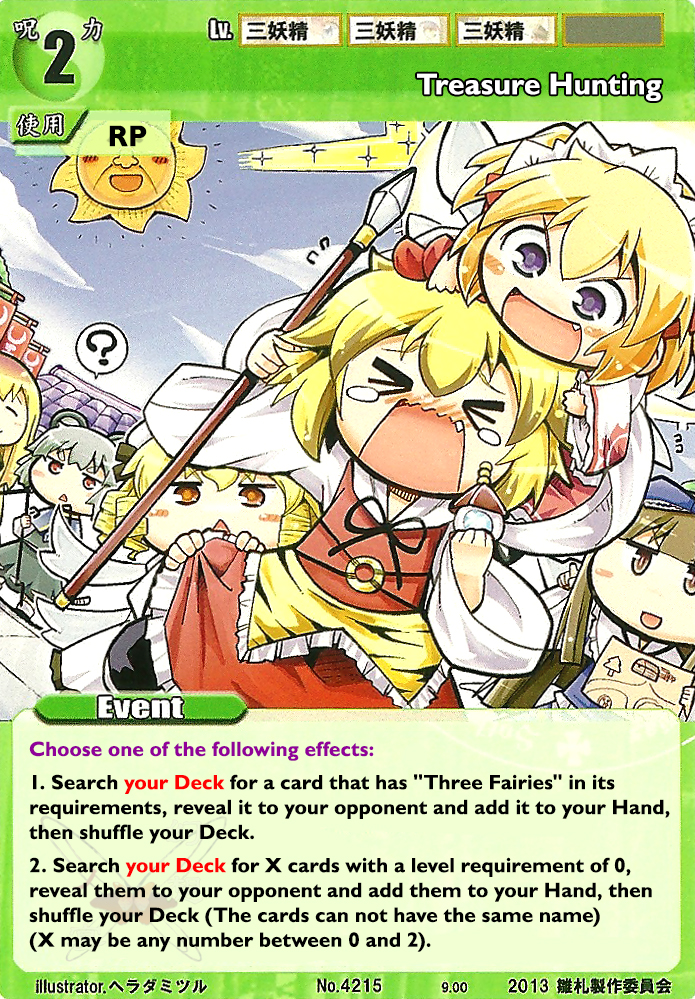 呪 2 力
Lv. 三妖精 三妖精 三妖精
Treasure Hunting
使用
RP
?
Event
Choose one of the following effects:
1. Search your Deck for a card that has "Three Fairies" in its
requirements, reveal it to your opponent and add it to your Hand,
then shuffle your Deck.
2. Search your Deck for X cards with a level requirement of 0,
reveal them to your opponent and add them to your Hand, then
shuffle your Deck (The cards can not have the same name)
(X may be any number between 0 and 2).
illustrator.ヘラダミツル No.4215 9.00 2013 雛札製作委員会